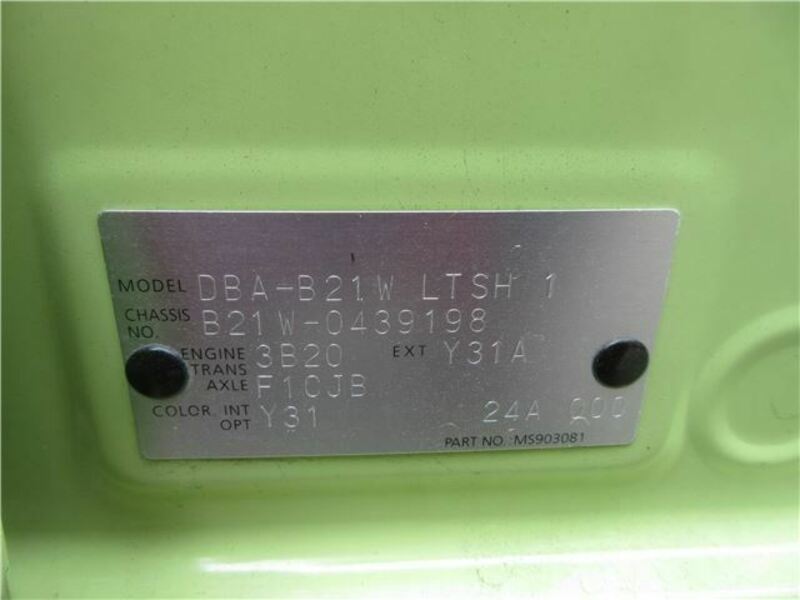 MODEL DBA-B21W LTSH 1
CHASSIS NO. B21W-0439198
ENGINE 3B20 EXT Y31A
TRANS AXLE F1CJB
COLOR. INT OPT Y31 24A 000
PART NO. : MS903081